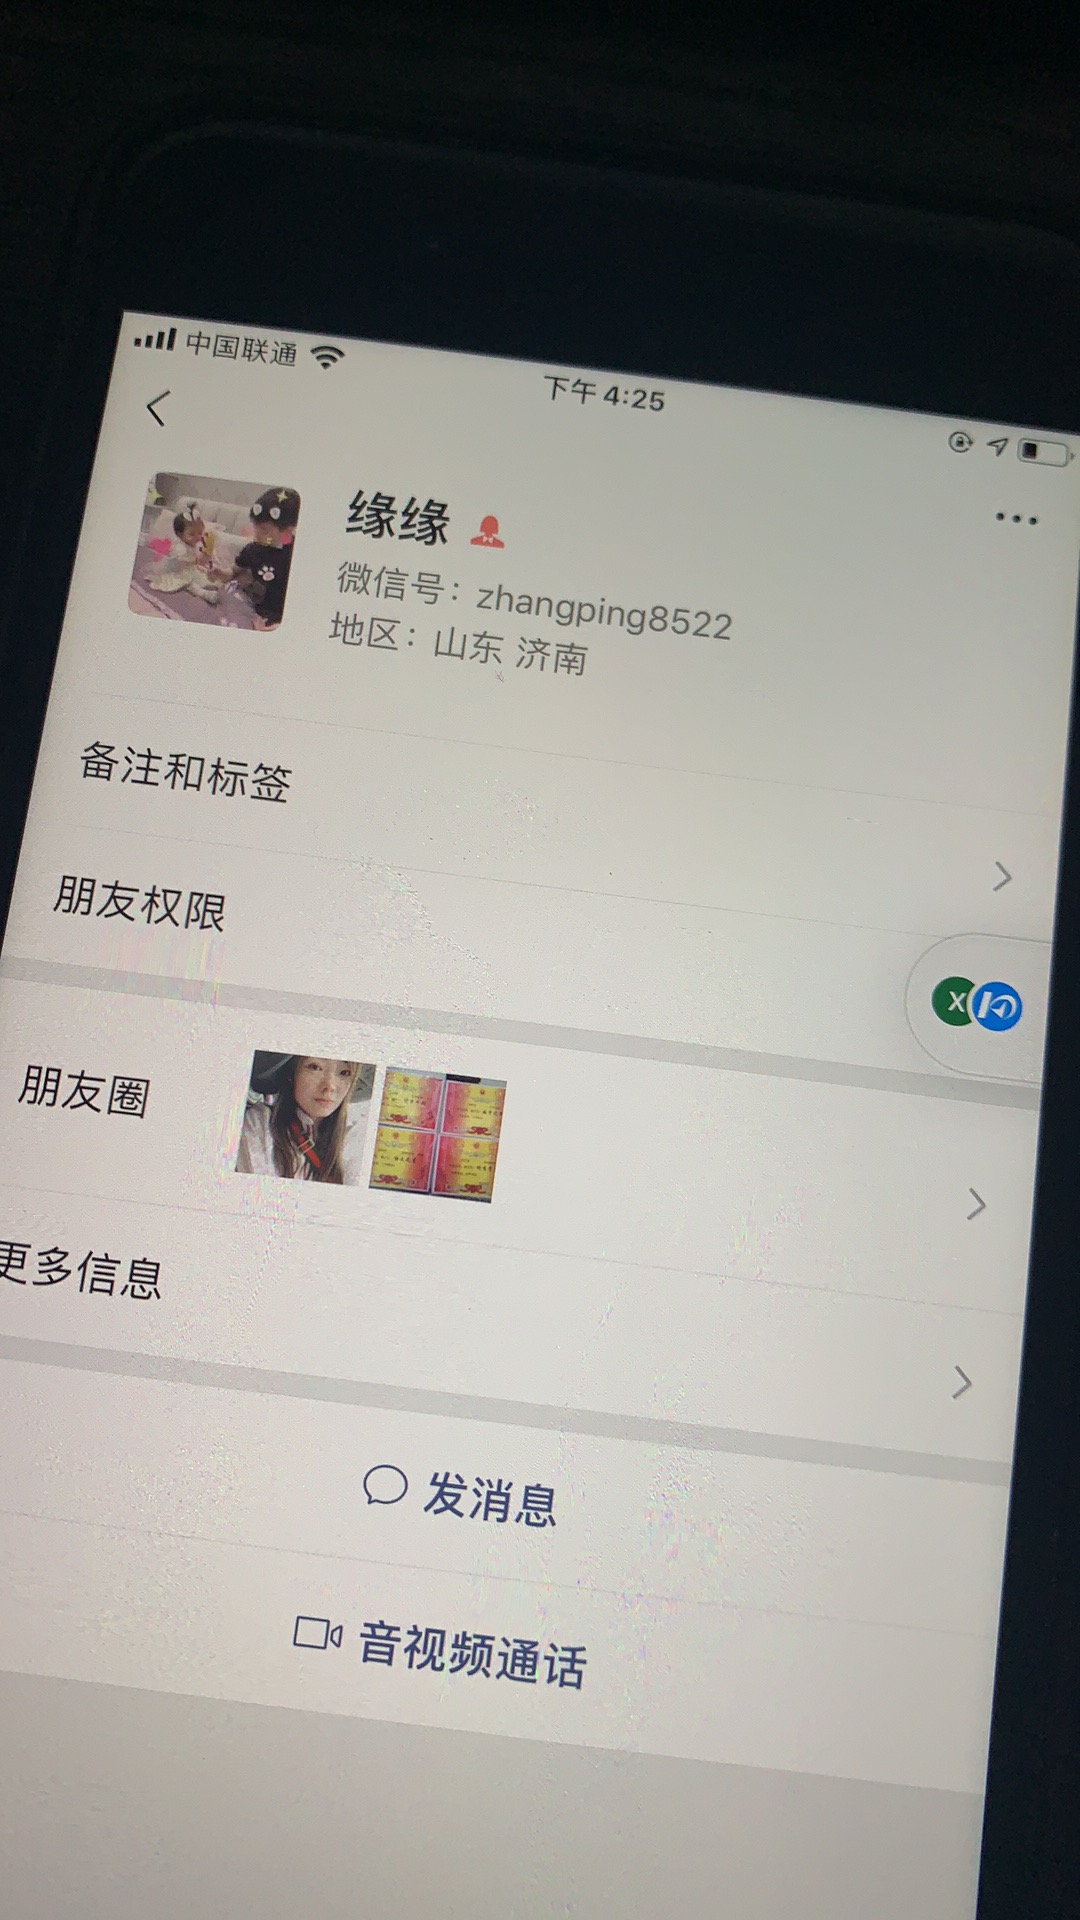 中国联通
下午4:25
缘缘
微信号：zhangping8522
地区：山东 济南
备注和标签
朋友权限
X
朋友圈
更多信息
发消息
音视频通话